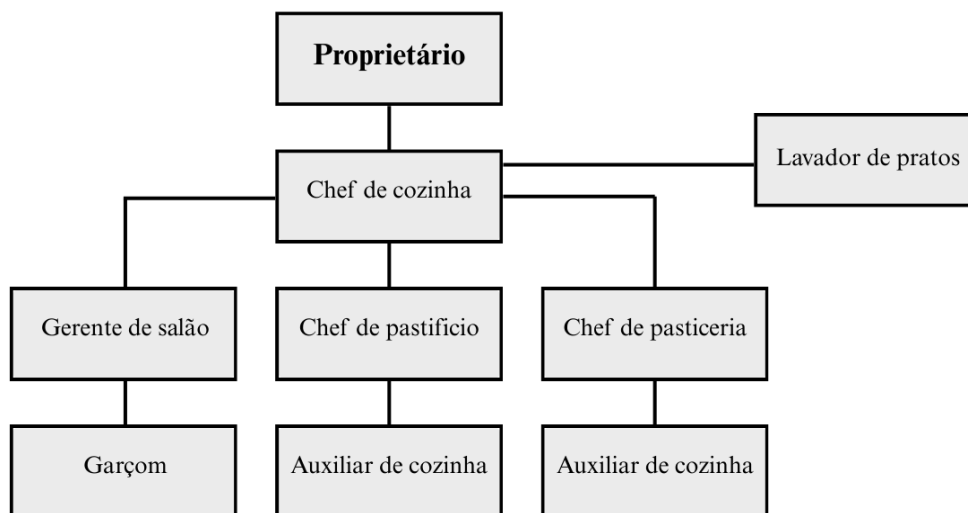 Proprietário
Lavador de pratos
Chef de cozinha
Gerente de salão
Chef de pastificio
Chef de pasticeria
Garçom
Auxiliar de cozinha
Auxiliar de cozinha